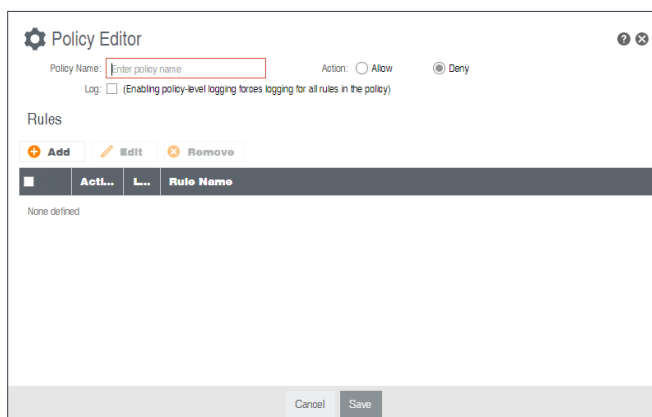 Policy Editor
Policy Name: Enter policy name Action: Allow Deny
Log: (Enabling policy-level logging forces logging for all rules in the policy)
Rules
Add Edit Remove
Acti... L... Rule Name
None defined
Cancel Save